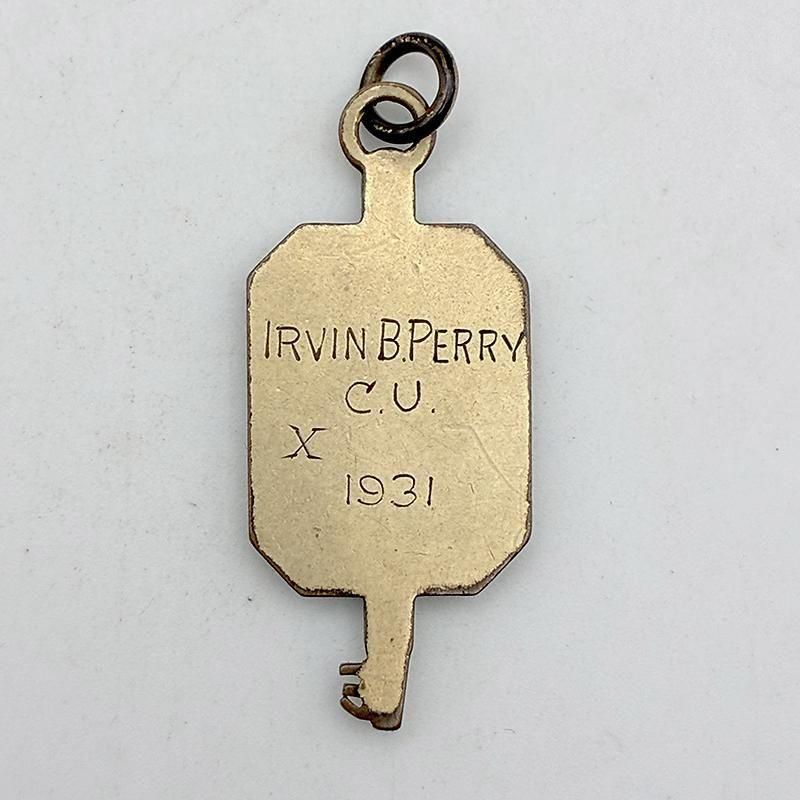 IRVIN B. PERRY
C.U.
X
1931